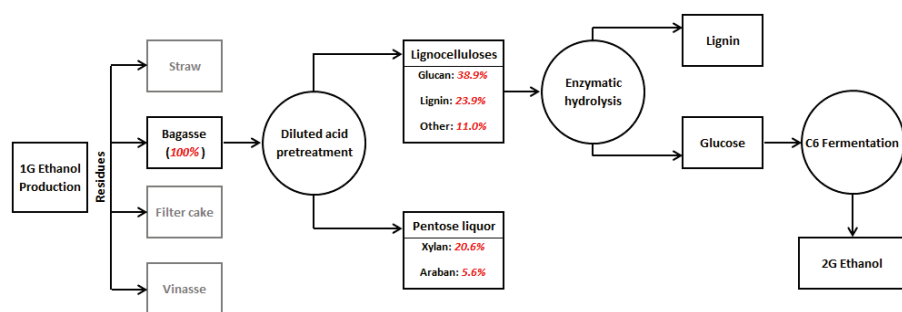 1G Ethanol
Production
Residues
Straw
Bagasse
(100% )
Filter cake
Vinasse
Diluted acid
pretreatment
Lignocelluloses
Glucan: 38.9%
Lignin: 23.9%
Other: 11.0%
Pentose liquor
Xylan: 20.6%
Araban: 5.6%
Enzymatic
hydrolysis
Lignin
Glucose
C6 Fermentation
2G Ethanol